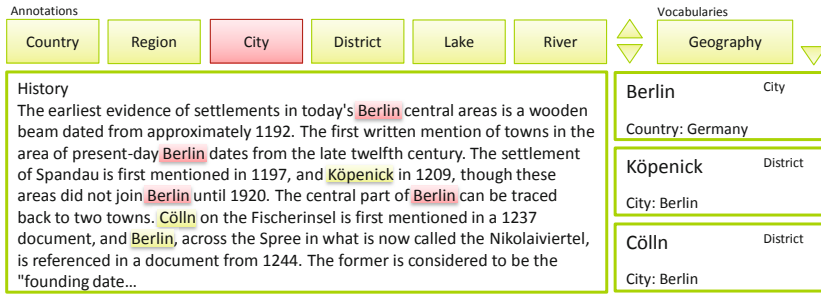 Annotations
Vocabularies
Country Region City District Lake River Geography
History
The earliest evidence of settlements in today's Berlin central areas is a wooden
beam dated from approximately 1192. The first written mention of towns in the
area of present-day Berlin dates from the late twelfth century. The settlement
of Spandau is first mentioned in 1197, and Köpenick in 1209, though these
areas did not join Berlin until 1920. The central part of Berlin can be traced
back to two towns. Cölln on the Fischerinsel is first mentioned in a 1237
document, and Berlin, across the Spree in what is now called the Nikolaiviertel,
is referenced in a document from 1244. The former is considered to be the
"founding date…
Berlin City
Country: Germany
Köpenick District
City: Berlin
Cölln District
City: Berlin